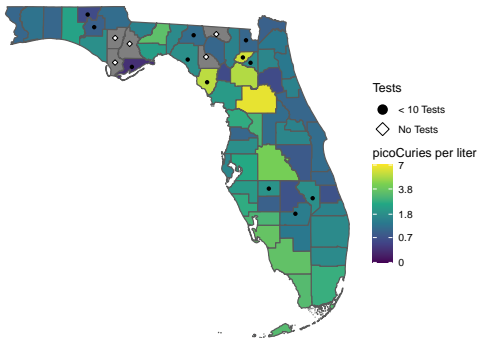 Tests
< 10 Tests
No Tests
picoCuries per liter
7
3.8
1.8
0.7
0